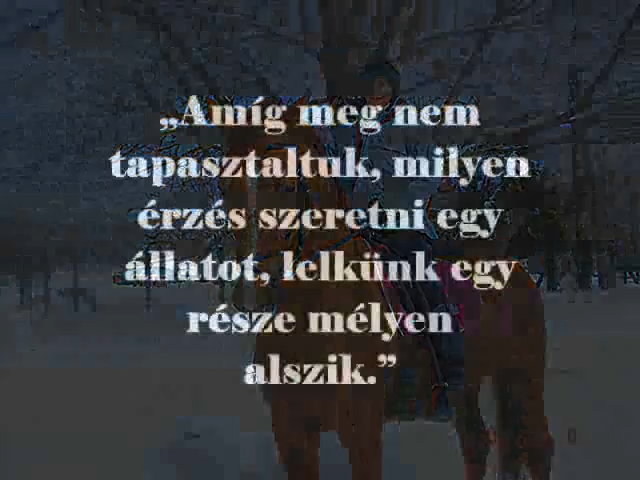 „Amíg meg nem
tapasztaltuk, milyen
érzés szeretni egy
állatot, lelkünk egy
része mélyen
alszik.”